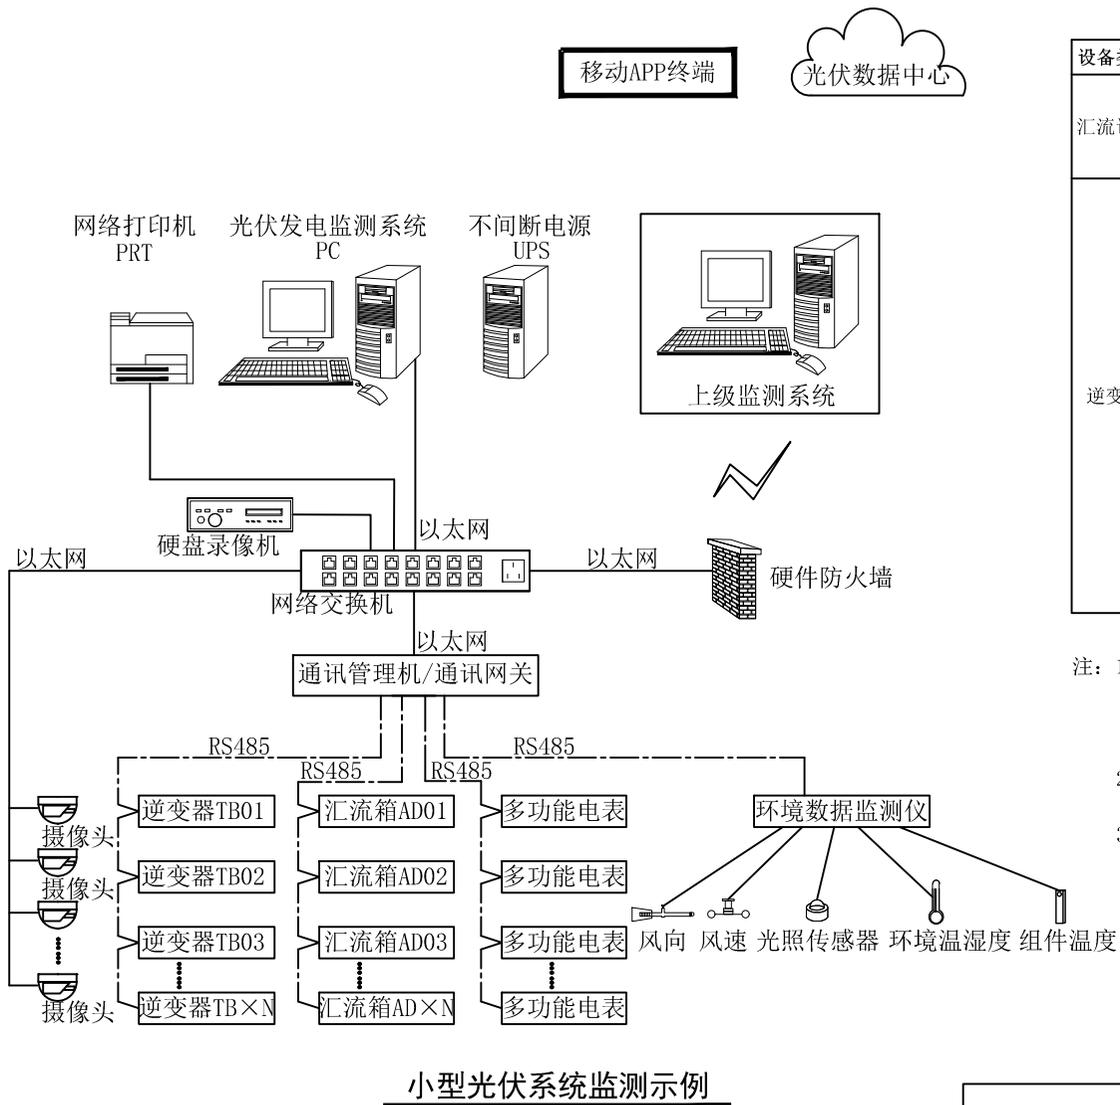 移动APP终端
光伏数据中心
设备
汇流
网络打印机
PRT
光伏发电监测系统
PC
不间断电源
UPS
上级监测系统
逆变
硬盘录像机
以太网
以太网
以太网
硬件防火墙
网络交换机
以太网
通讯管理机/通讯网关
注:
RS485
RS485
RS485
RS485
2
3
逆变器TB01
汇流箱AD01
多功能电表
环境数据监测仪
摄像头
逆变器TB02
汇流箱AD02
多功能电表
摄像头
逆变器TB03
汇流箱AD03
多功能电表
风向
风速
光照传感器
环境温湿度
组件温度
逆变器TB×N
汇流箱AD×N
多功能电表
摄像头
小型光伏系统监测示例